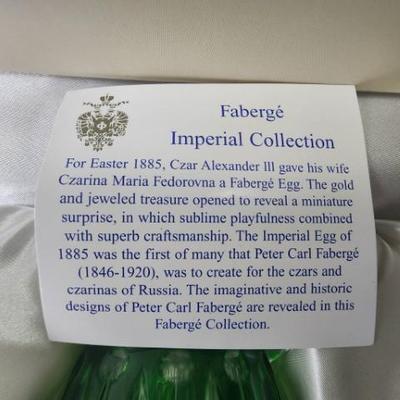 Fabergé
Imperial Collection
For Easter 1885, Czar Alexander lll gave his wife
Czarina Maria Fedorovna a Fabergé Egg. The gold
and jeweled treasure opened to reveal a miniature
surprise, in which sublime playfulness combined
with superb craftsmanship. The Imperial Egg of
1885 was the first of many that Peter Carl Fabergé
(1846-1920), was to create for the czars and
czarinas of Russia. The imaginative and historic
designs of Peter Carl Fabergé are revealed in this
Fabergé Collection.